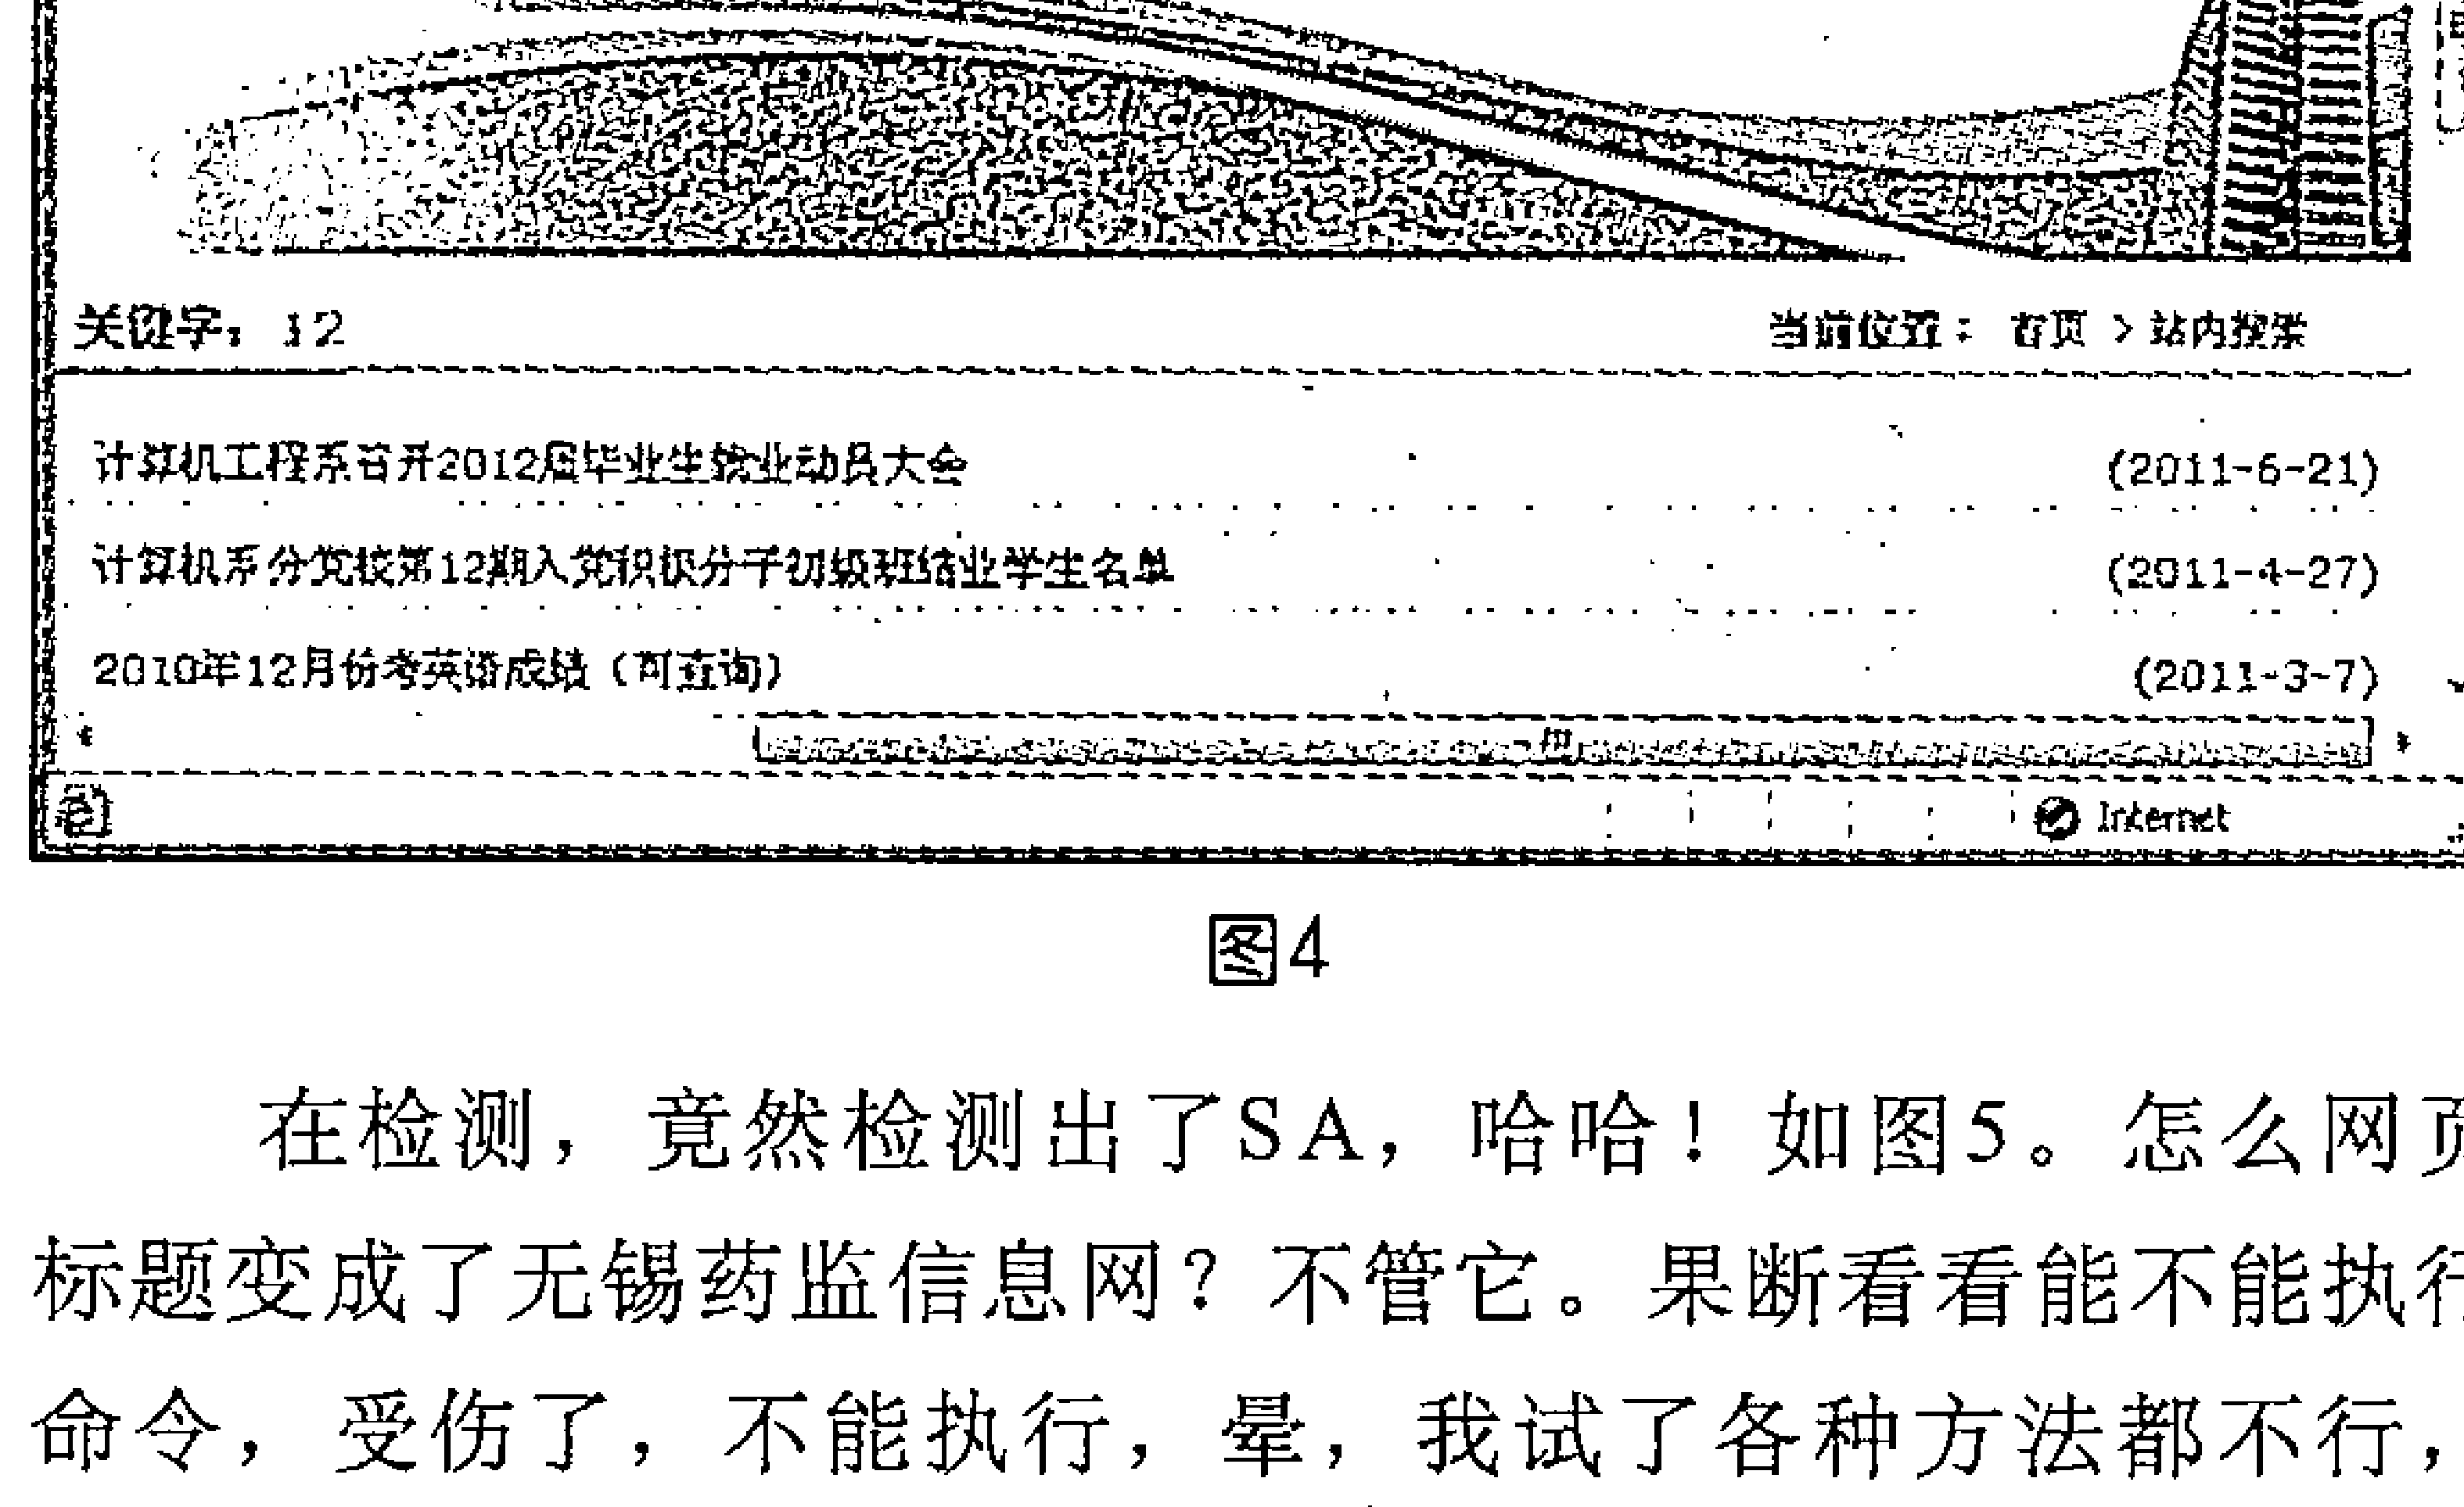 关键字：12
当前位置： 首页 > 站内搜索
计算机工程系召开2012届毕业生就业动员大会
(2011-6-21)
计算机系分党校第12期入党积极分子初级班结业学生名单
(2011-4-27)
2010年12月份考英语成绩（可查询）
(2011-3-7)
Internet
图4
在检测，竟然检测出了SA，哈哈！如图5。怎么网页
标题变成了无锡药监信息网？不管它。果断看看能不能执行
命令，受伤了，不能执行，晕，我试了各种方法都不行，